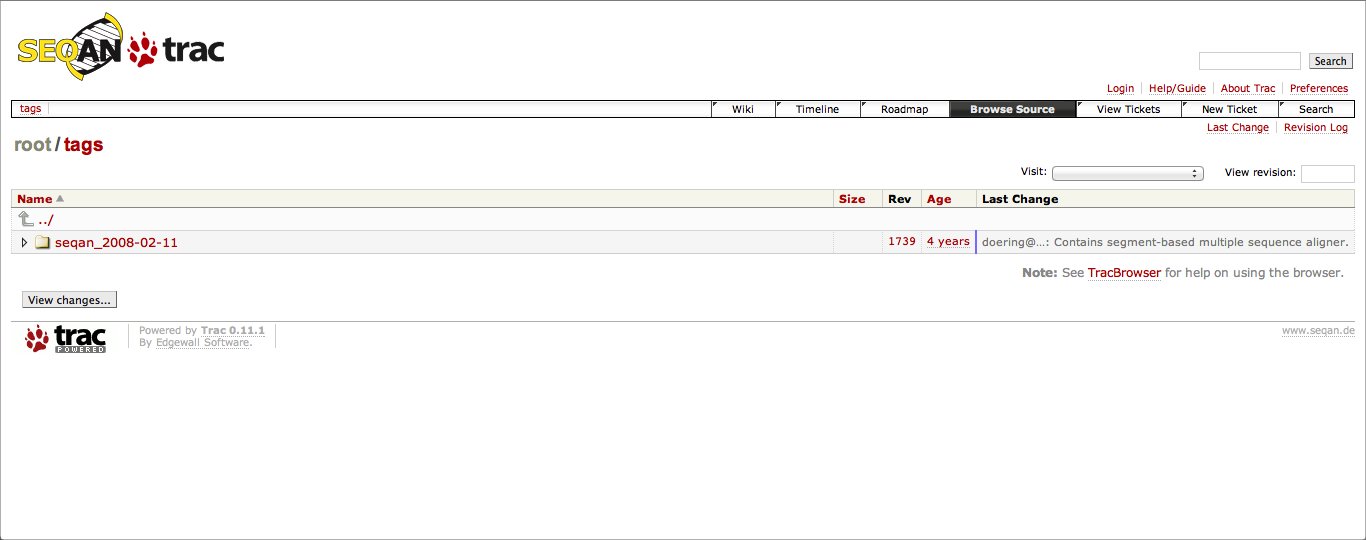 SEQAN trac
Search
Login Help/Guide About Trac Preferences
tags Wiki Timeline Roadmap Browse Source View Tickets New Ticket Search
Last Change Revision Log
root / tags
Visit: View revision:
Name Size Rev Age Last Change
../
seqan_2008-02-11 1739 4 years doering@…: Contains segment-based multiple sequence aligner.
Note: See TracBrowser for help on using the browser.
View changes...
trac POWERED
Powered by Trac 0.11.1
By Edgewall Software.
www.seqan.de